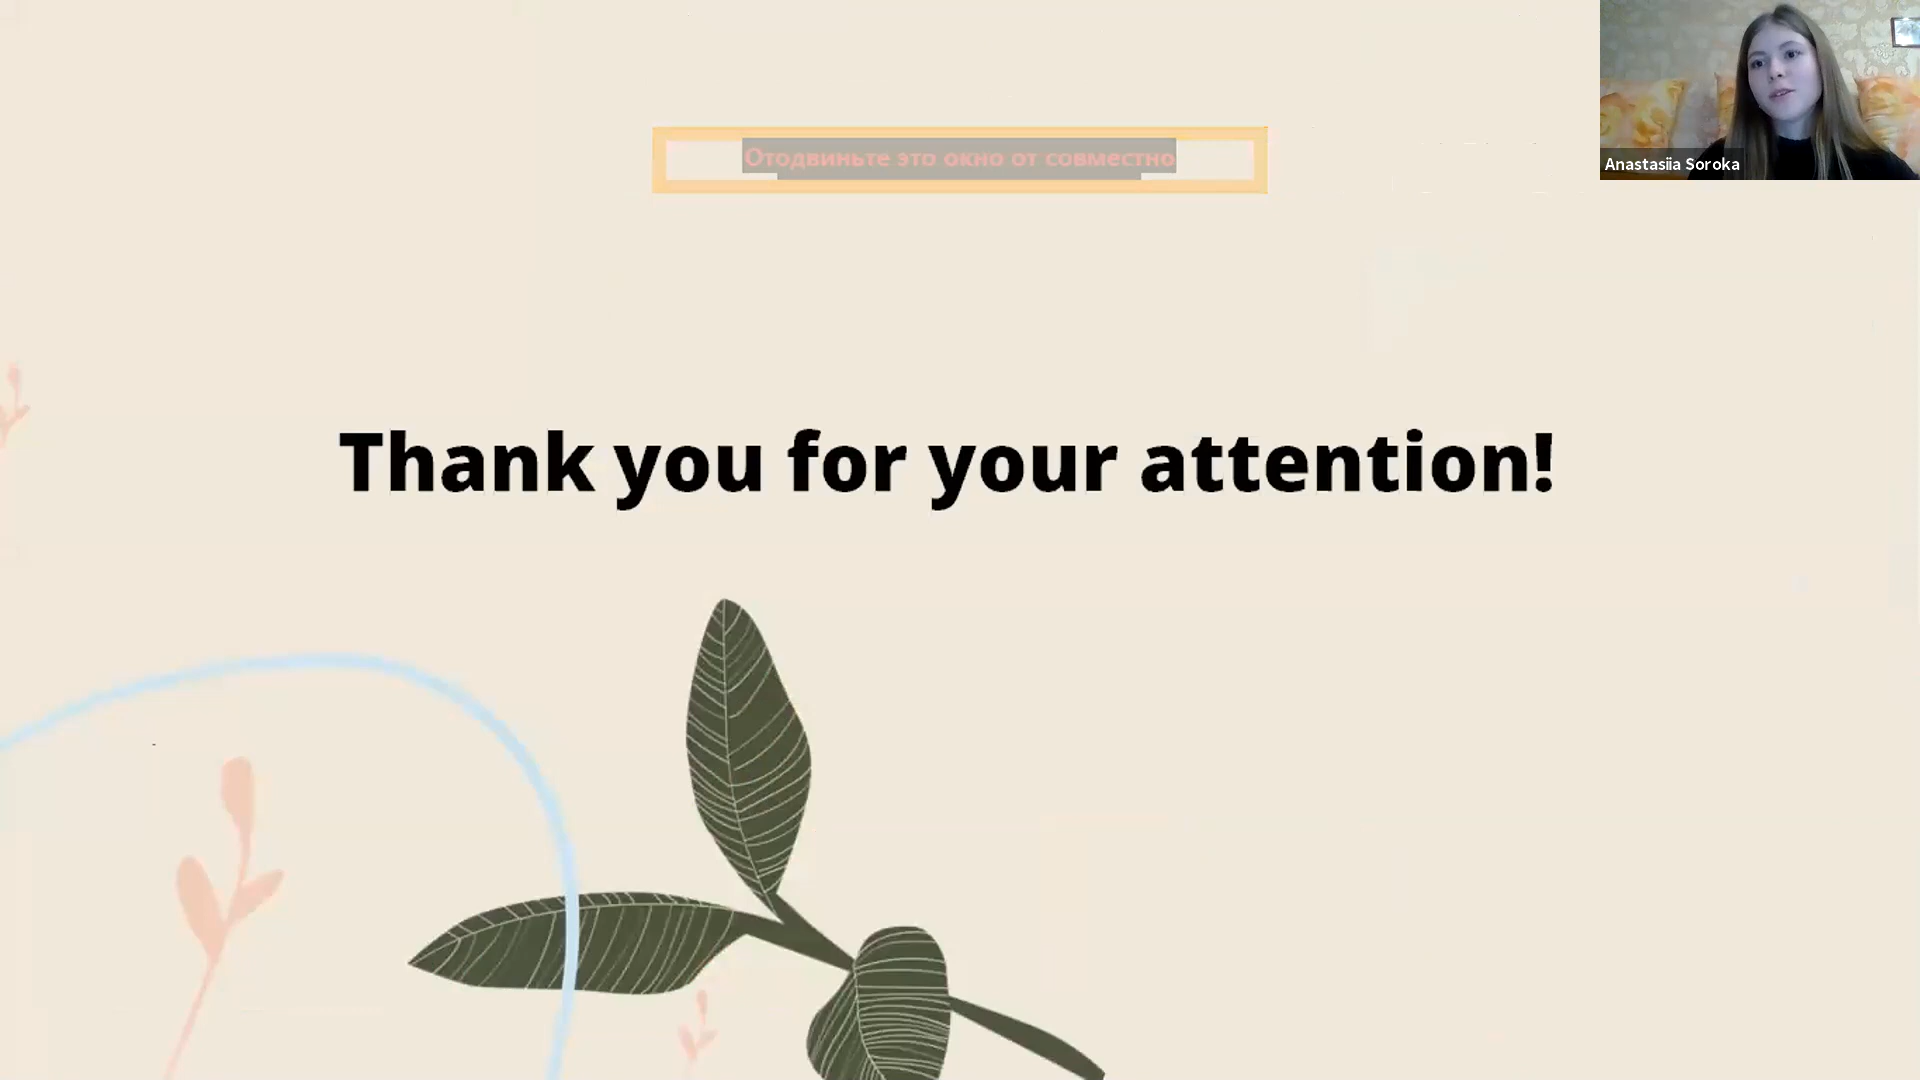 Отодвиньте это окно от совместно
Anastasiia Soroka
Thank you for your attention!